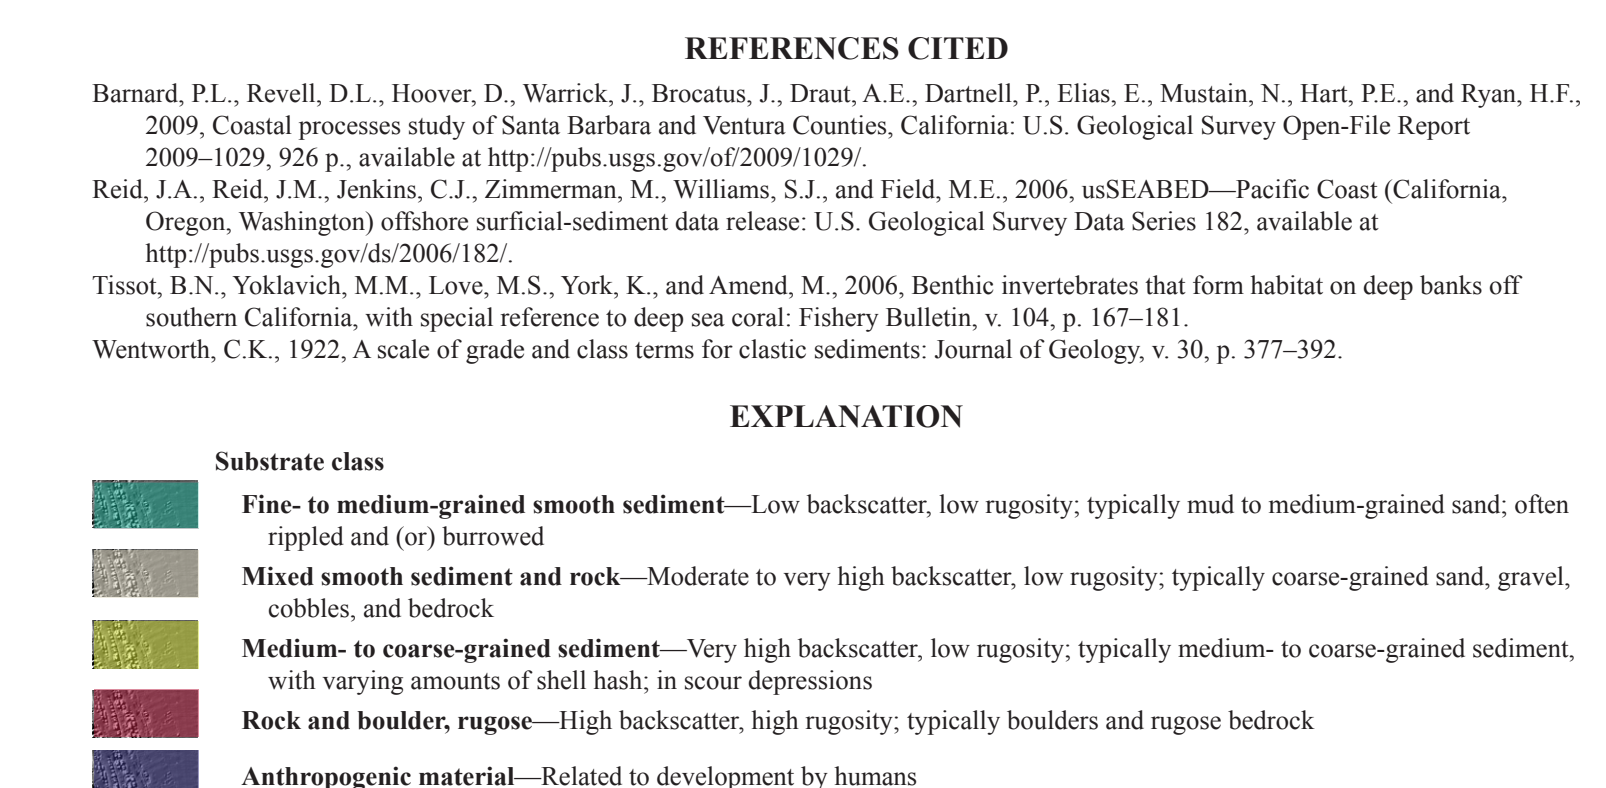 REFERENCES CITED
Barnard, P.L., Revell, D.L., Hoover, D., Warrick, J., Brocatus, J., Draut, A.E., Dartnell, P., Elias, E., Mustain, N., Hart, P.E., and Ryan, H.F.,
2009, Coastal processes study of Santa Barbara and Ventura Counties, California: U.S. Geological Survey Open-File Report
2009–1029, 926 p., available at http://pubs.usgs.gov/of/2009/1029/.
Reid, J.A., Reid, J.M., Jenkins, C.J., Zimmerman, M., Williams, S.J., and Field, M.E., 2006, usSEABED—Pacific Coast (California,
Oregon, Washington) offshore surficial-sediment data release: U.S. Geological Survey Data Series 182, available at
http://pubs.usgs.gov/ds/2006/182/.
Tissot, B.N., Yoklavich, M.M., Love, M.S., York, K., and Amend, M., 2006, Benthic invertebrates that form habitat on deep banks off
southern California, with special reference to deep sea coral: Fishery Bulletin, v. 104, p. 167–181.
Wentworth, C.K., 1922, A scale of grade and class terms for clastic sediments: Journal of Geology, v. 30, p. 377–392.
EXPLANATION
Substrate class
Fine- to medium-grained smooth sediment—Low backscatter, low rugosity; typically mud to medium-grained sand; often
rippled and (or) burrowed
Mixed smooth sediment and rock—Moderate to very high backscatter, low rugosity; typically coarse-grained sand, gravel,
cobbles, and bedrock
Medium- to coarse-grained sediment—Very high backscatter, low rugosity; typically medium- to coarse-grained sediment,
with varying amounts of shell hash; in scour depressions
Rock and boulder, rugose—High backscatter, high rugosity; typically boulders and rugose bedrock
Anthropogenic material—Related to development by humans